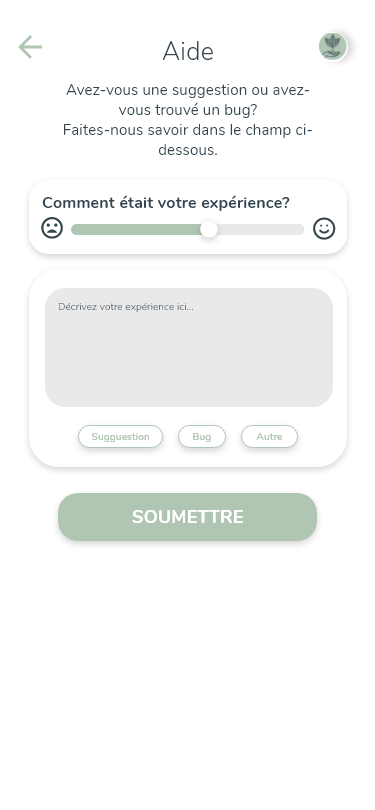 Aide
Avez-vous une suggestion ou avez-
vous trouvé un bug?
Faites-nous savoir dans le champ ci-
dessous.
Comment était votre expérience?
Décrivez votre expérience ici...
Sugguestion
Bug
Autre
SOUMETTRE